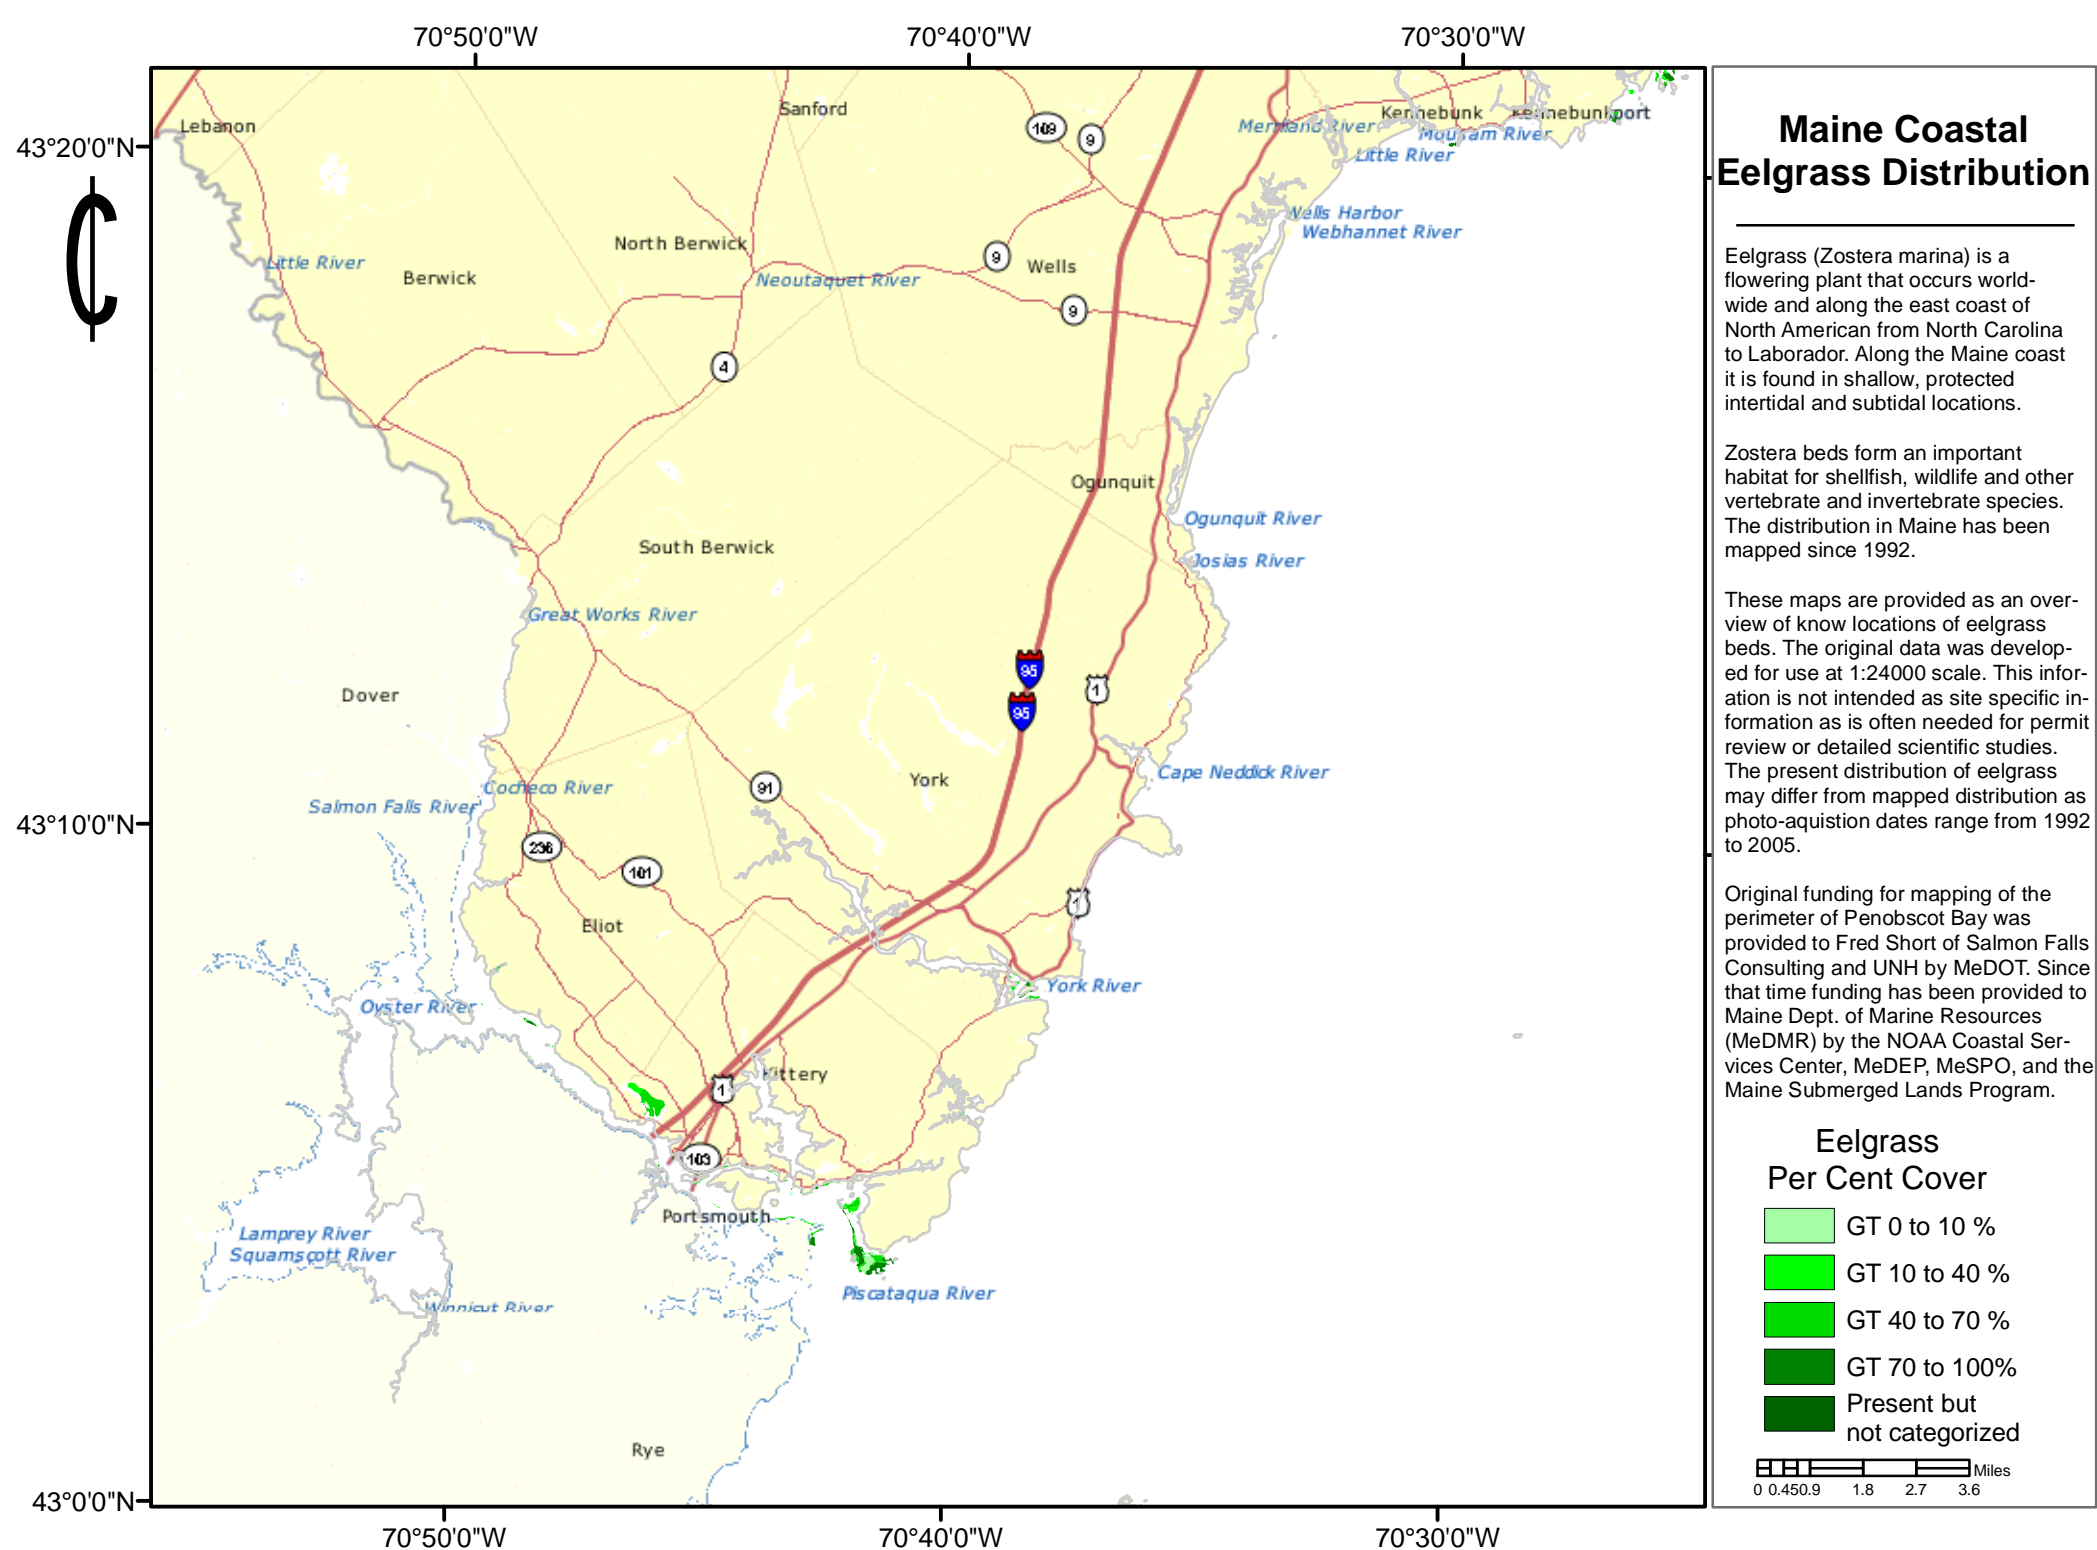 70°50'0"W
70°40'0"W
70°30'0"W
43°20'0"N
43°10'0"N
43°0'0"N
70°50'0"W
70°40'0"W
70°30'0"W
Lebanon
Sanford
109
9
Merriland River
Kennebunk
Kennebunkport
Mousam River
Little River
Wells Harbor
Webhannet River
Little River
Berwick
North Berwick
Neoutaquet River
9
Wells
9
4
Ogunquit
Ogunquit River
Josias River
South Berwick
Great Works River
Dover
95
95
1
York
Cape Neddick River
Cocheco River
Salmon Falls River
91
236
101
1
Eliot
York River
Oyster River
Kittery
1
103
Portsmouth
Lamprey River
Squamscott River
Piscataqua River
Winnicut River
Rye
Maine Coastal
Eelgrass Distribution
Eelgrass (Zostera marina) is a
flowering plant that occurs world-
wide and along the east coast of
North American from North Carolina
to Laborador. Along the Maine coast
it is found in shallow, protected
intertidal and subtidal locations.
Zostera beds form an important
habitat for shellfish, wildlife and other
vertebrate and invertebrate species.
The distribution in Maine has been
mapped since 1992.
These maps are provided as an over-
view of know locations of eelgrass
beds. The original data was develop-
ed for use at 1:24000 scale. This infor-
ation is not intended as site specific in-
formation as is often needed for permit
review or detailed scientific studies.
The present distribution of eelgrass
may differ from mapped distribution as
photo-aquistion dates range from 1992
to 2005.
Original funding for mapping of the
perimeter of Penobscot Bay was
provided to Fred Short of Salmon Falls
Consulting and UNH by MeDOT. Since
that time funding has been provided to
Maine Dept. of Marine Resources
(MeDMR) by the NOAA Coastal Ser-
vices Center, MeDEP, MeSPO, and the
Maine Submerged Lands Program.
Eelgrass
Per Cent Cover
GT 0 to 10 %
GT 10 to 40 %
GT 40 to 70 %
GT 70 to 100%
Present but
not categorized
Miles
0 0.45 0.9 1.8 2.7 3.6